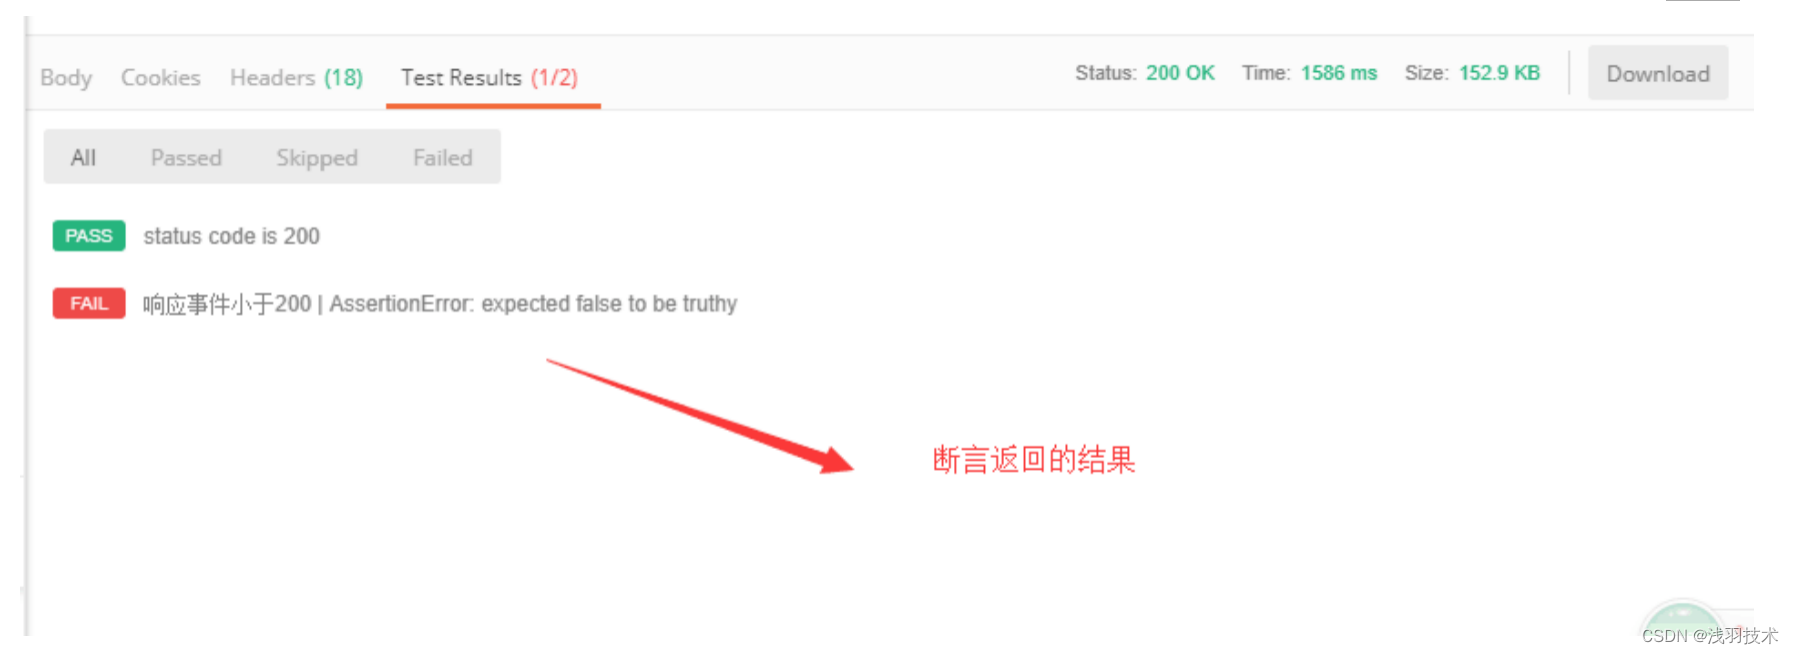 Body Cookies Headers (18) Test Results (1/2) Status: 200 OK Time: 1586 ms Size: 152.9 KB Download
All Passed Skipped Failed
PASS status code is 200
FAIL 响应事件小于200 | AssertionError: expected false to be truthy
断言返回的结果
CSDN @浅羽技术